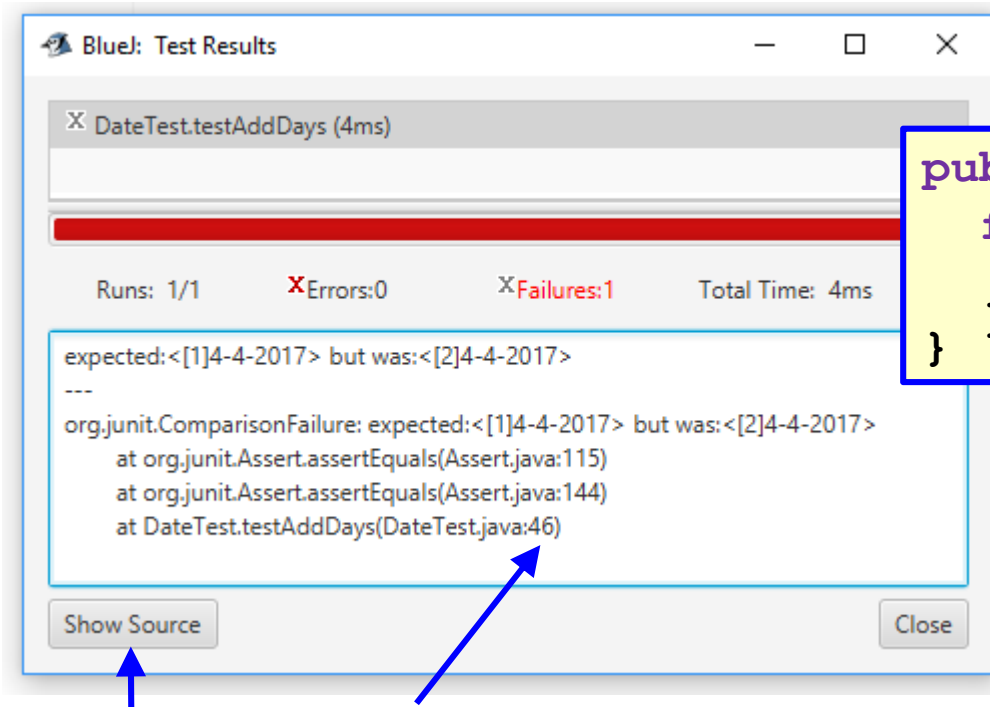 BlueJ: Test Results
x DateTest.testAddDays (4ms)
Runs: 1/1 xErrors:0 xFailures:1 Total Time: 4ms
expected:<[1]4-4-2017> but was:<[2]4-4-2017>
---
org.junit.ComparisonFailure: expected:<[1]4-4-2017> but was:<[2]4-4-2017>
at org.junit.Assert.assertEquals(Assert.java:115)
at org.junit.Assert.assertEquals(Assert.java:144)
at DateTest.testAddDays(DateTest.java:46)
Show Source Close
pu
}